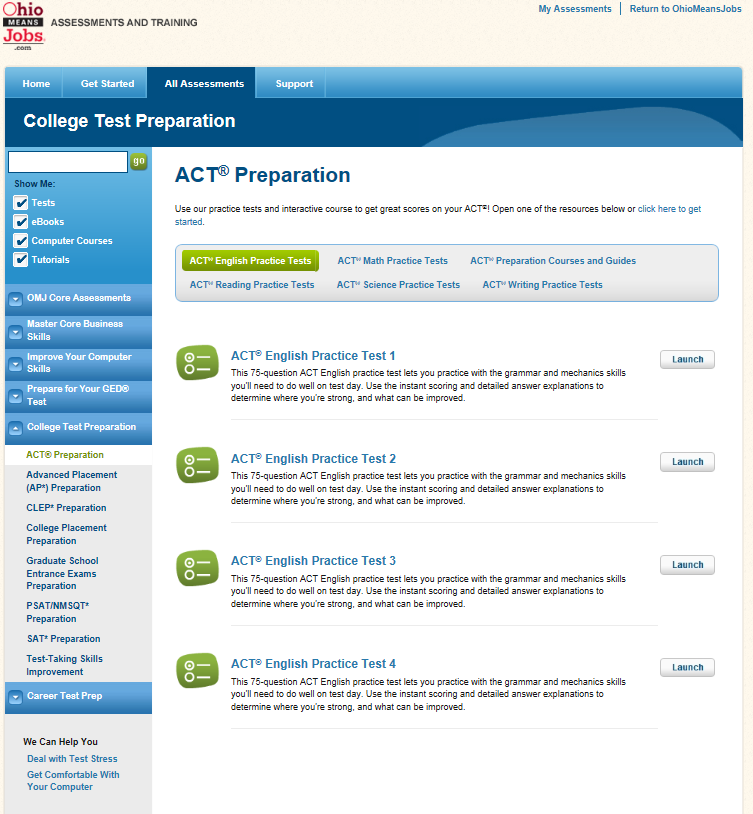 Ohio
MEANS
Jobs
.com
ASSESSMENTS AND TRAINING
My Assessments
Return to OhioMeansJobs
Home
Get Started
All Assessments
Support
College Test Preparation
go
Show Me:
Tests
eBooks
Computer Courses
Tutorials
OMJ Core Assessments
Master Core Business
Skills
Improve Your Computer
Skills
Prepare for Your GED®
Test
College Test Preparation
ACT® Preparation
Advanced Placement
(AP*) Preparation
CLEP* Preparation
College Placement
Preparation
Graduate School
Entrance Exams
Preparation
PSAT/NMSQT*
Preparation
SAT* Preparation
Test-Taking Skills
Improvement
Career Test Prep
We Can Help You
Deal with Test Stress
Get Comfortable With
Your Computer
ACT® Preparation
Use our practice tests and interactive course to get great scores on your ACT®! Open one of the resources below or click here to get
started.
ACT® English Practice Tests
ACT® Math Practice Tests
ACT® Preparation Courses and Guides
ACT® Reading Practice Tests
ACT® Science Practice Tests
ACT® Writing Practice Tests
ACT® English Practice Test 1
Launch
This 75-question ACT English practice test lets you practice with the grammar and mechanics skills
you'll need to do well on test day. Use the instant scoring and detailed answer explanations to
determine where you're strong, and what can be improved.
ACT® English Practice Test 2
Launch
This 75-question ACT English practice test lets you practice with the grammar and mechanics skills
you'll need to do well on test day. Use the instant scoring and detailed answer explanations to
determine where you're strong, and what can be improved.
ACT® English Practice Test 3
Launch
This 75-question ACT English practice test lets you practice with the grammar and mechanics skills
you'll need to do well on test day. Use the instant scoring and detailed answer explanations to
determine where you're strong, and what can be improved.
ACT® English Practice Test 4
Launch
This 75-question ACT English practice test lets you practice with the grammar and mechanics skills
you'll need to do well on test day. Use the instant scoring and detailed answer explanations to
determine where you're strong, and what can be improved.